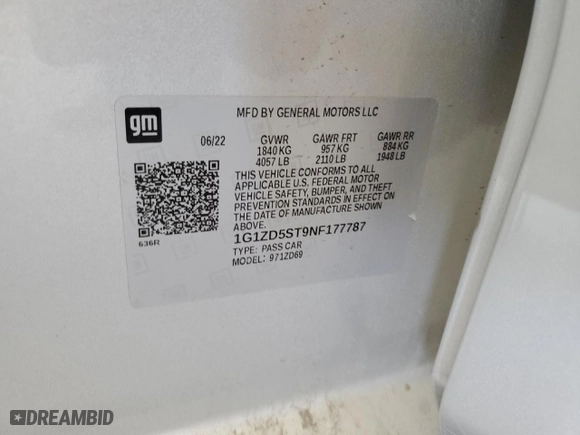 gm
MFD BY GENERAL MOTORS LLC
06/22 GVWR GAWR FRT GAWR RR
1840 KG 957 KG 884 KG
4057 LB 2110 LB 1948 LB
THIS VEHICLE CONFORMS TO ALL
APPLICABLE U.S. FEDERAL MOTOR
VEHICLE SAFETY, BUMPER, AND THEFT
PREVENTION STANDARDS IN EFFECT ON
THE DATE OF MANUFACTURE SHOWN
ABOVE.
636R
1G1ZD5ST9NF177787
TYPE: PASS CAR
MODEL: 971ZD69
DREAMBID